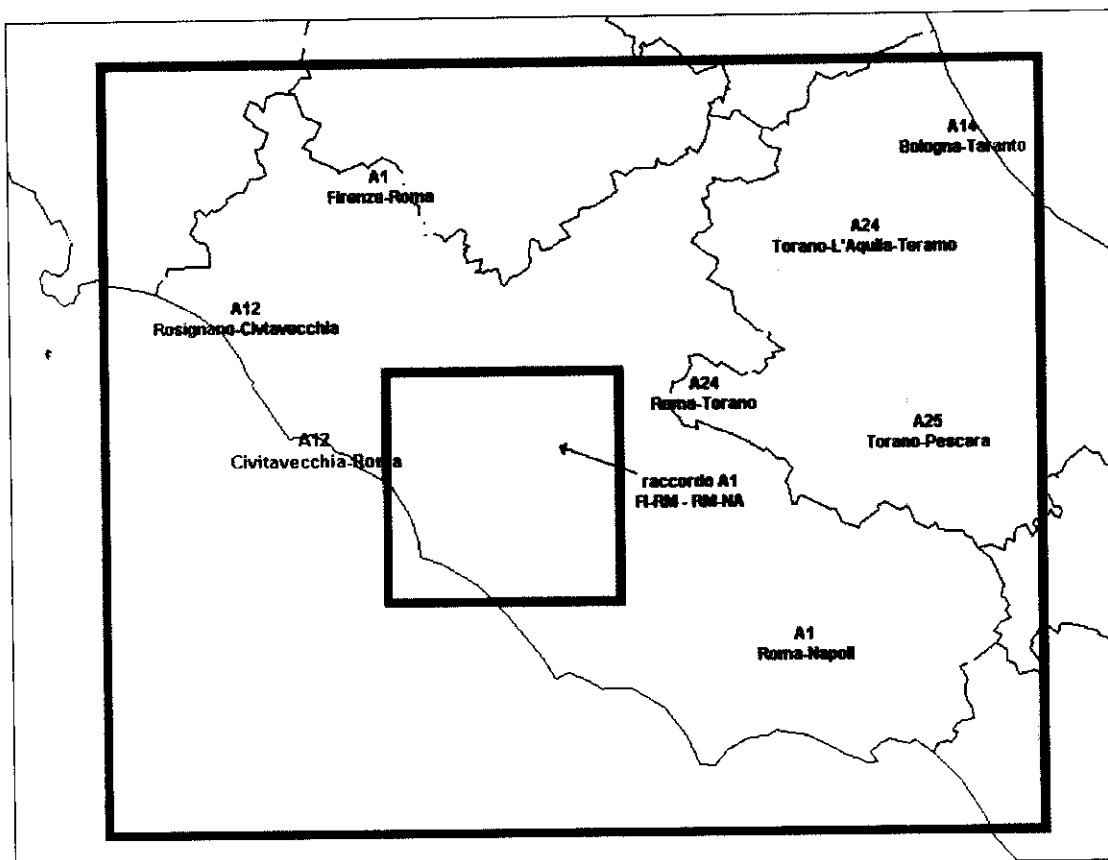 A14
Bologna-Taranto
A1
Firenze-Roma
A24
Torano-L'Aquila-Teramo
A12
Rosignano-Civitavecchia
A24
Roma-Torano
A25
Torano-Pescara
A12
Civitavecchia-Roma
raccordo A1
FI-RM - RM-NA
A1
Roma-Napoli